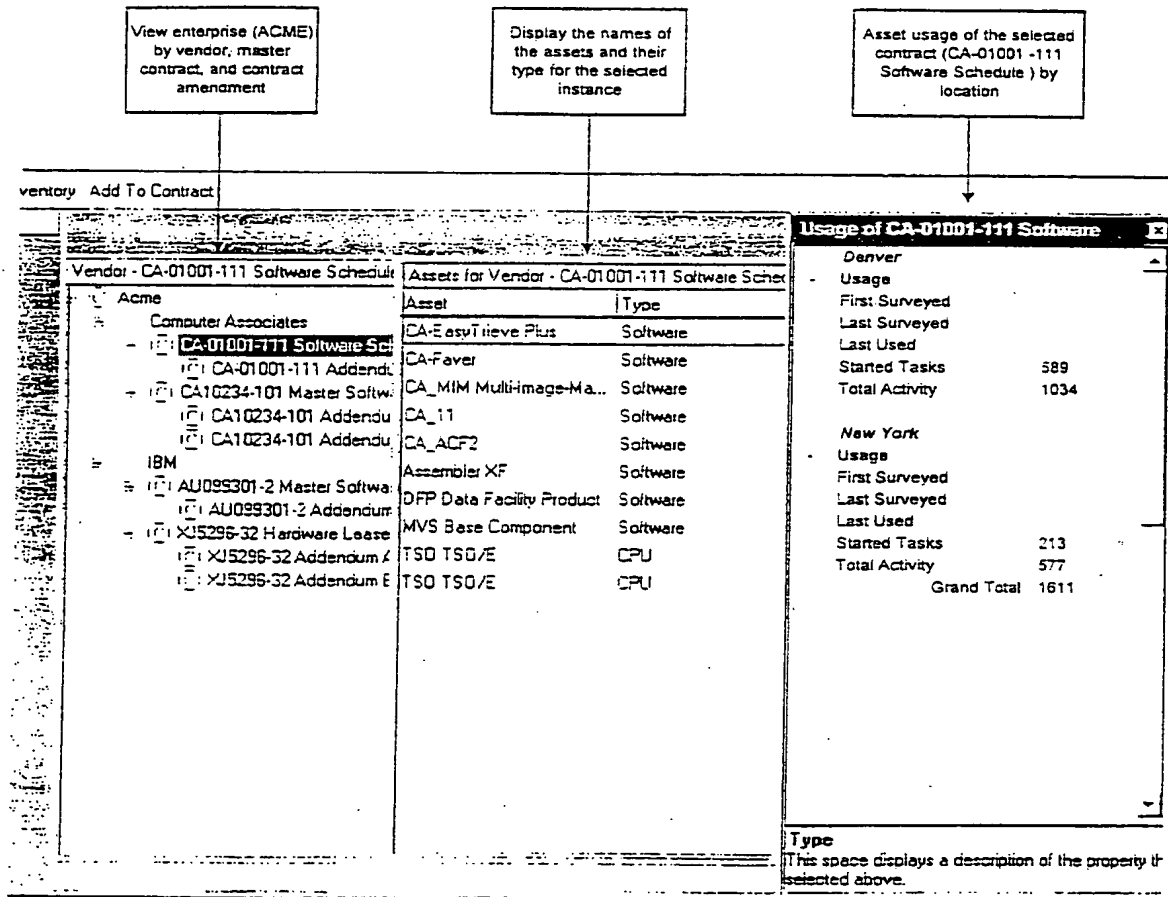 View enterprise (ACME)
by vendor, master
contract, and contract
amendment
Display the names of
the assets and their
type for the selected
instance
Asset usage of the selected
contract (CA-01001 -111
Software Schedule ) by
location
ventory Add To Contract
Vendor - CA-01001-111 Software Schedule
Acme
Computer Associates
CA-01001-111 Software Sch
CA-01001-111 Addendu
CA10234-101 Master Softw
CA10234-101 Addendu
CA10234-101 Addendu
IBM
AU099301-2 Master Softwa
AU099301-2 Addendum
XJ5296-32 Hardware Lease
XJ5296-32 Addendum A
XJ5296-32 Addendum B
Assets for Vendor - CA-01001-111 Software Sched
Asset Type
CA-EasyTrieve Plus Software
CA-Faver Software
CA_MIM Multi-image-Ma... Software
CA_11 Software
CA_ACF2 Software
Assembler XF Software
DFP Data Facility Product Software
MVS Base Component Software
TSO TSO/E CPU
TSO TSO/E CPU
Usage of CA-01001-111 Software
Denver
- Usage
First Surveyed
Last Surveyed
Last Used
Started Tasks 589
Total Activity 1034
New York
- Usage
First Surveyed
Last Surveyed
Last Used
Started Tasks 213
Total Activity 577
Grand Total 1611
Type
This space displays a description of the property th
selected above.